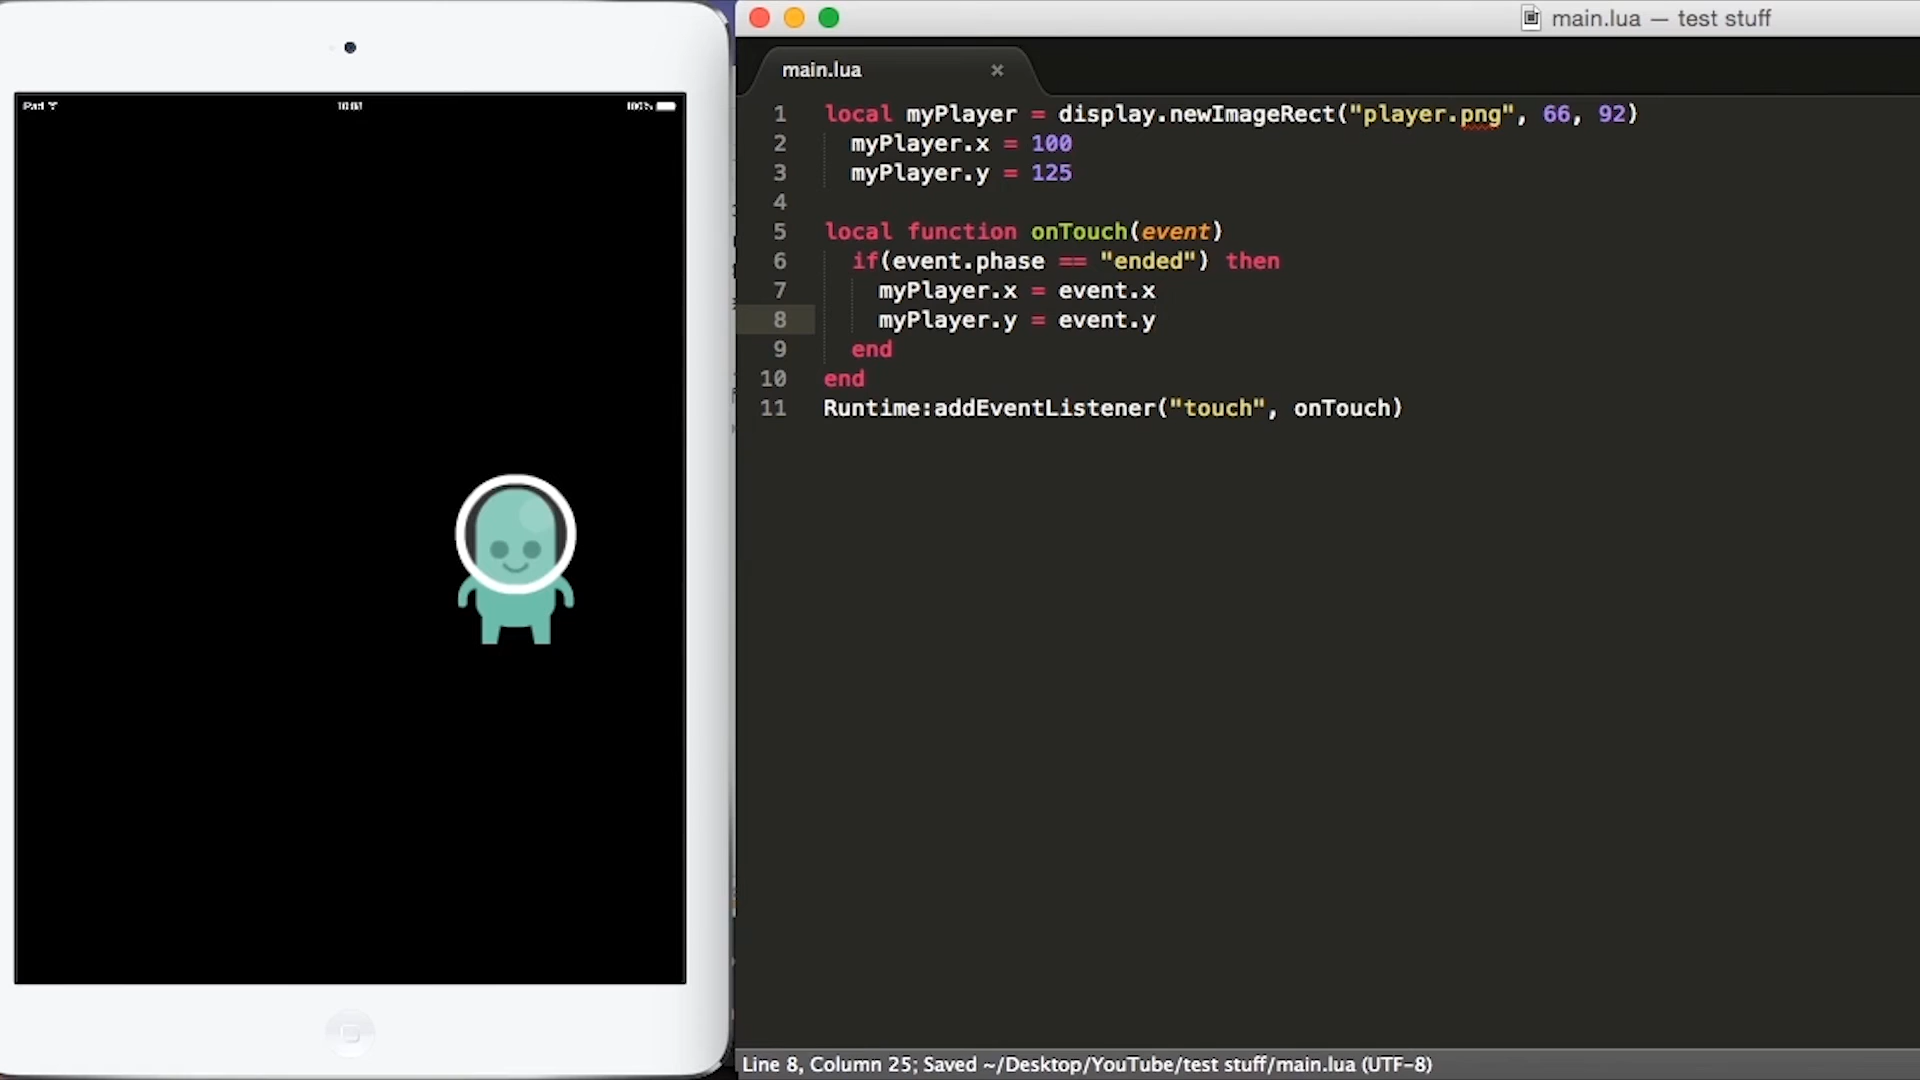 iPad
100%
main.lua — test stuff
main.lua ×
1 local myPlayer = display.newImageRect("player.png", 66, 92)
2 myPlayer.x = 100
3 myPlayer.y = 125
4
5 local function onTouch(event)
6 if(event.phase == "ended") then
7 myPlayer.x = event.x
8 myPlayer.y = event.y
9 end
10 end
11 Runtime:addEventListener("touch", onTouch)
Line 8, Column 25; Saved ~/Desktop/YouTube/test stuff/main.lua (UTF-8)